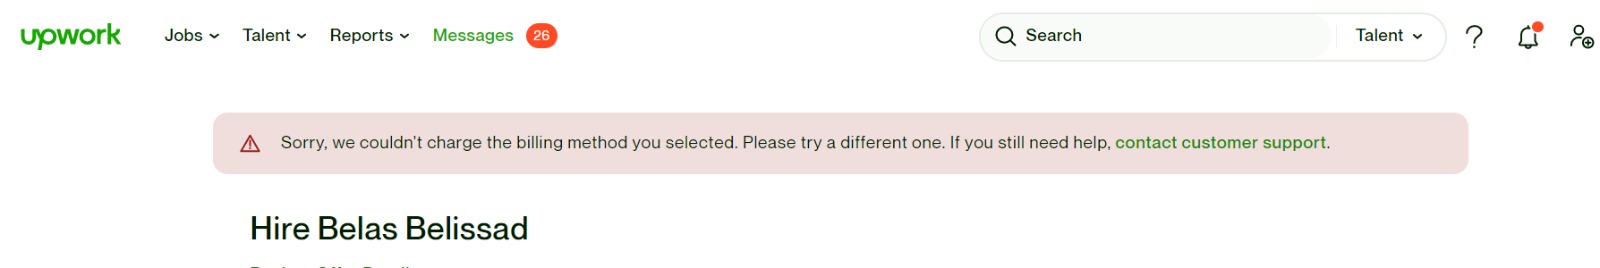 upwork Jobs Talent Reports Messages 26 Search Talent
Sorry, we couldn't charge the billing method you selected. Please try a different one. If you still need help, contact customer support.
Hire Belas Belissad